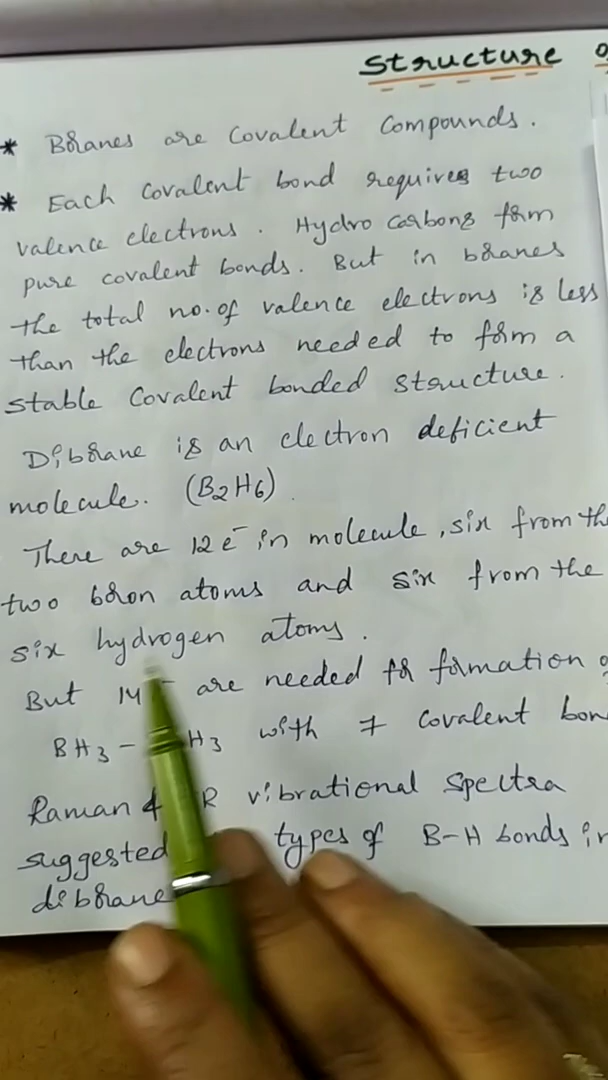 Structure
* Boranes are covalent compounds.
* Each covalent bond requires two
valence electrons. Hydro carbons form
pure covalent bonds. But in boranes
the total no. of valence electrons is less
than the electrons needed to form a
stable covalent bonded structure.
Diborane is an electron deficient
molecule. (B2H6).
There are 12 e⁻ in molecule, six from the
two boron atoms and six from the
six hydrogen atoms.
But 14 are needed for formation
BH3 - H3 with 7 covalent
Raman & vibrational Spectra
suggested types of B-H bonds in
diborane